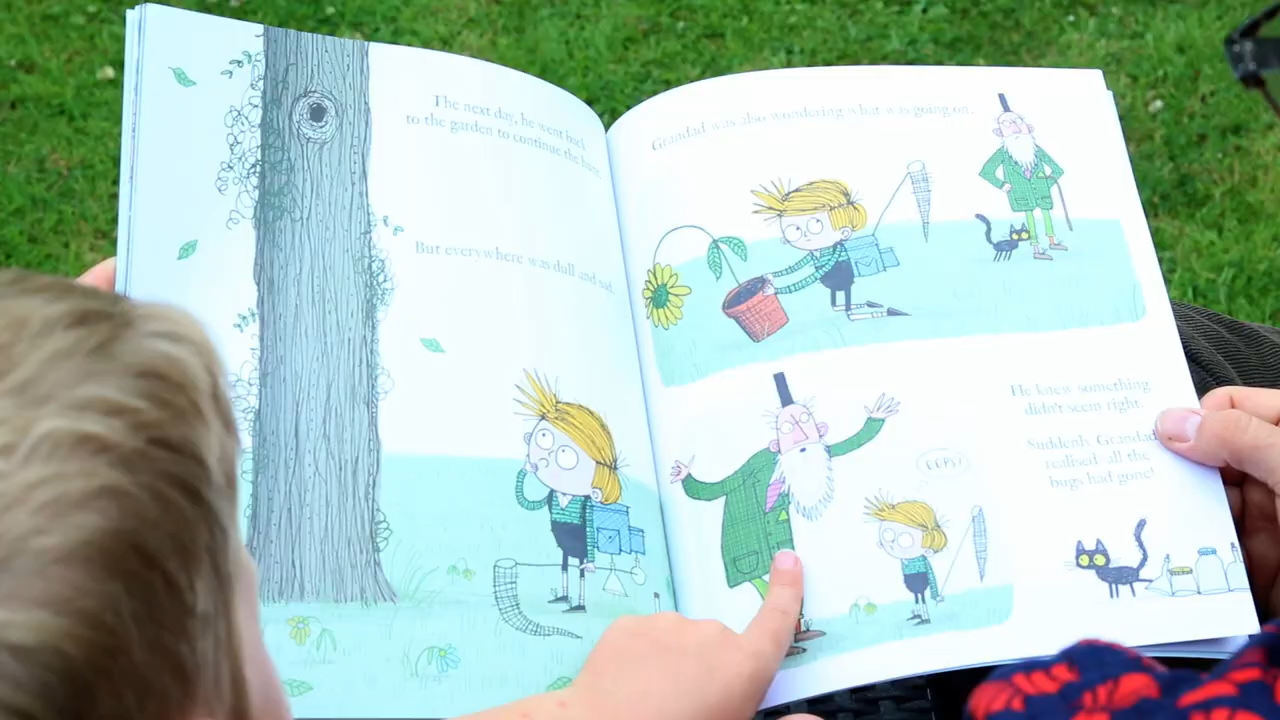 The next day, he went back
to the garden to continue the hunt.
But everywhere was dull and sad.
Grandad was also wondering what was going on.
OOPS!
He knew something
didn't seem right.
Suddenly Grandad
realised all the
bugs had gone!